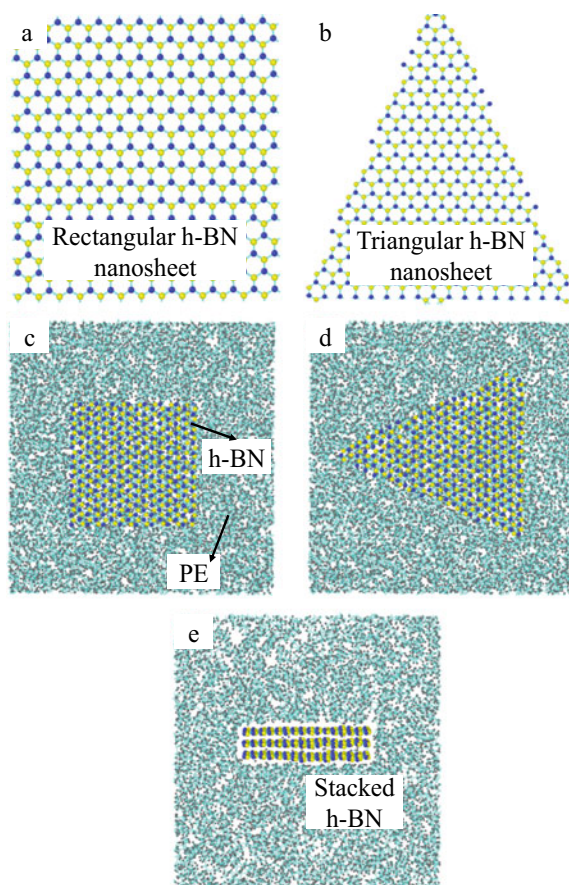 a
b
Rectangular h-BN
nanosheet
Triangular h-BN
nanosheet
c
d
h-BN
PE
e
Stacked
h-BN